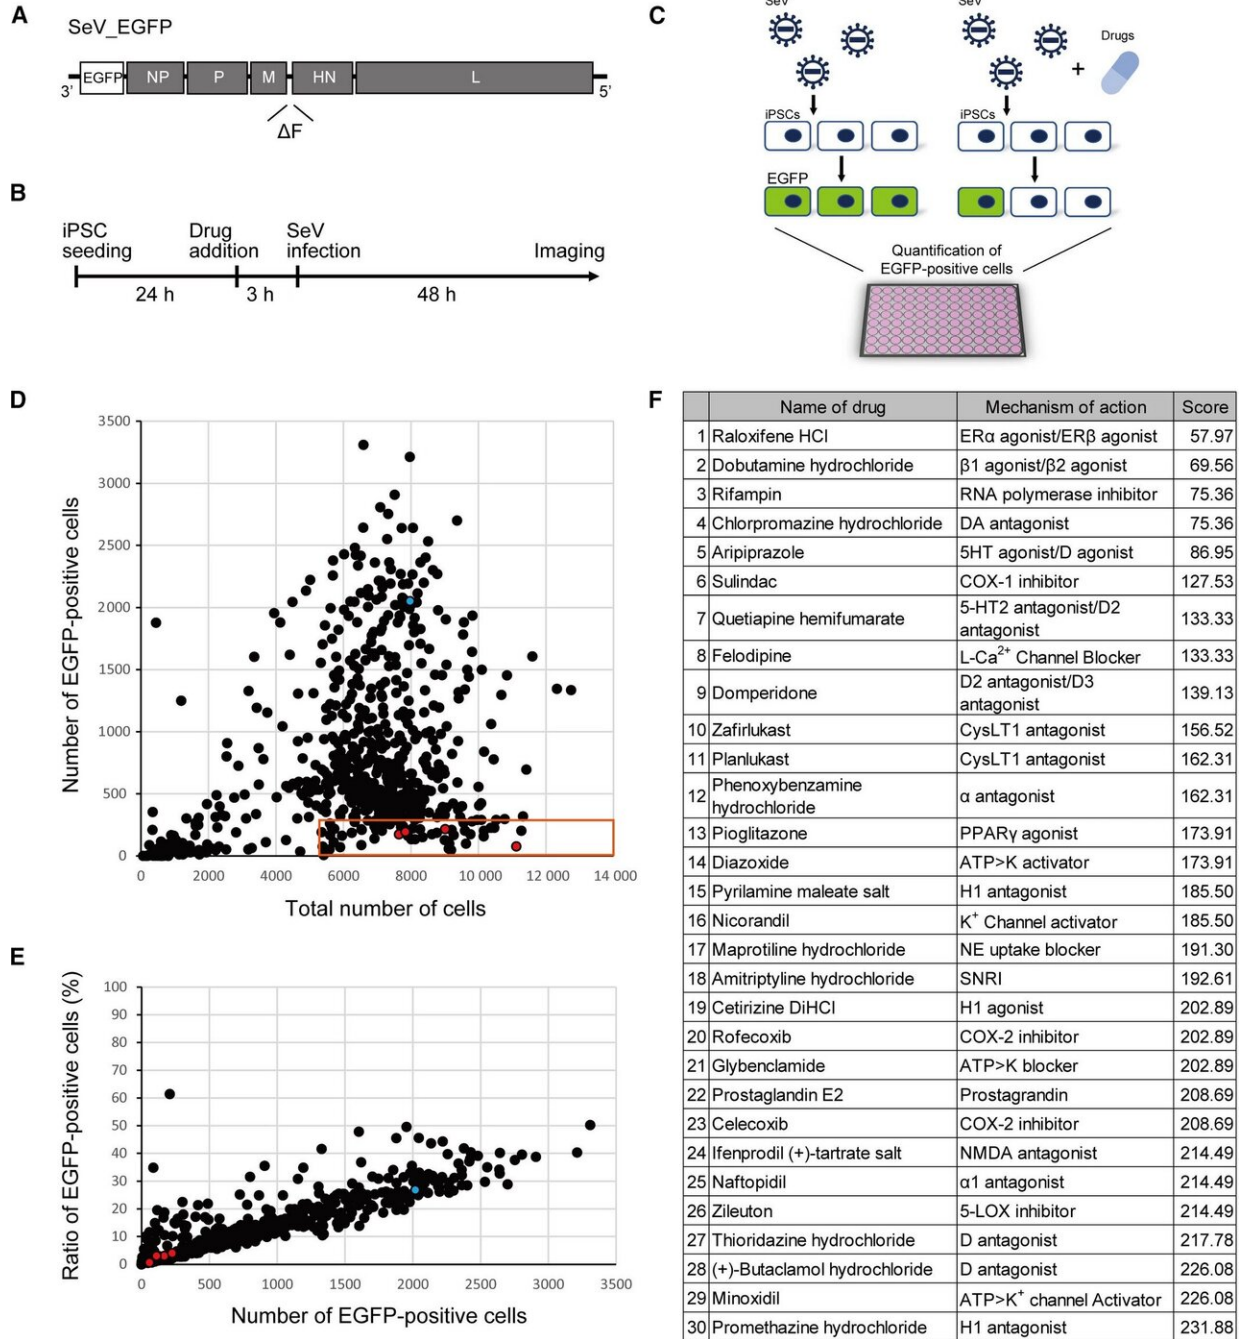 A
SeV_EGFP
EGFP NP P M HN L
3' 5'
ΔF
B
iPSC seeding
Drug addition
SeV infection
Imaging
24 h 3 h 48 h
C
SeV SeV
Drugs
+
iPSCs iPSCs
EGFP
Quantification of
EGFP-positive cells
D
Number of EGFP-positive cells
3500
3000
2500
2000
1500
1000
500
0
0 2000 4000 6000 8000 10 000 12 000 14 000
Total number of cells
E
Ratio of EGFP-positive cells (%)
100
90
80
70
60
50
40
30
20
10
0
0 500 1000 1500 2000 2500 3000 3500
Number of EGFP-positive cells
F
Name of drug Mechanism of action Score
1 Raloxifene HCl ERα agonist/ERβ agonist 57.97
2 Dobutamine hydrochloride β1 agonist/β2 agonist 69.56
3 Rifampin RNA polymerase inhibitor 75.36
4 Chlorpromazine hydrochloride DA antagonist 75.36
5 Aripiprazole 5HT agonist/D agonist 86.95
6 Sulindac COX-1 inhibitor 127.53
7 Quetiapine hemifumarate 5-HT2 antagonist/D2 antagonist 133.33
8 Felodipine L-Ca2+ Channel Blocker 133.33
9 Domperidone D2 antagonist/D3 antagonist 139.13
10 Zafirlukast CysLT1 antagonist 156.52
11 Planlukast CysLT1 antagonist 162.31
12 Phenoxybenzamine hydrochloride α antagonist 162.31
13 Pioglitazone PPARγ agonist 173.91
14 Diazoxide ATP>K activator 173.91
15 Pyrilamine maleate salt H1 antagonist 185.50
16 Nicorandil K+ Channel activator 185.50
17 Maprotiline hydrochloride NE uptake blocker 191.30
18 Amitriptyline hydrochloride SNRI 192.61
19 Cetirizine DiHCl H1 agonist 202.89
20 Rofecoxib COX-2 inhibitor 202.89
21 Glybenclamide ATP>K blocker 202.89
22 Prostaglandin E2 Prostagrandin 208.69
23 Celecoxib COX-2 inhibitor 208.69
24 Ifenprodil (+)-tartrate salt NMDA antagonist 214.49
25 Naftopidil α1 antagonist 214.49
26 Zileuton 5-LOX inhibitor 214.49
27 Thioridazine hydrochloride D antagonist 217.78
28 (+)-Butaclamol hydrochloride D antagonist 226.08
29 Minoxidil ATP>K+ channel Activator 226.08
30 Promethazine hydrochloride H1 antagonist 231.88